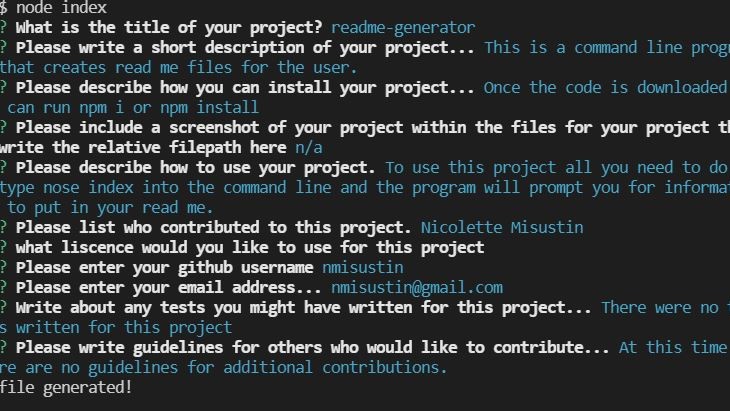 $ node index
? What is the title of your project? readme-generator
? Please write a short description of your project... This is a command line progr
that creates read me files for the user.
? Please describe how you can install your project... Once the code is downloaded
can run npm i or npm install
? Please include a screenshot of your project within the files for your project th
write the relative filepath here n/a
? Please describe how to use your project. To use this project all you need to do
type nose index into the command line and the program will prompt you for informat
to put in your read me.
? Please list who contributed to this project. Nicolette Misustin
? what liscence would you like to use for this project
? Please enter your github username nmisustin
? Please enter your email address... nmisustin@gmail.com
? Write about any tests you might have written for this project... There were no t
s written for this project
? Please write guidelines for others who would like to contribute... At this time
re are no guidelines for additional contributions.
file generated!